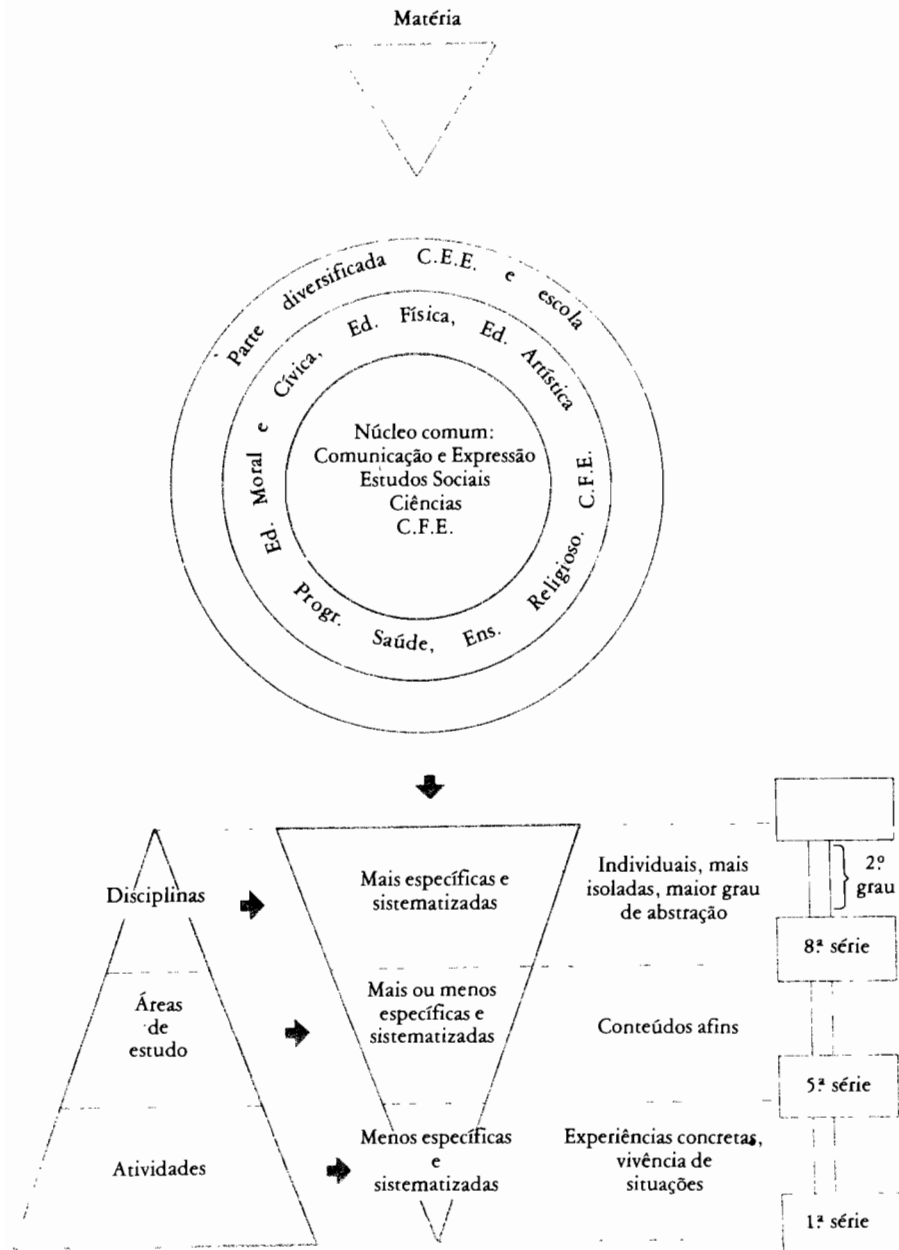 Matéria
Parte diversificada C.E.E. e escola
Ed. Moral e Cívica, Ed. Física, Ed. Artística C.F.E.
Progr. Saúde, Ens. Religioso.
Núcleo comum:
Comunicação e Expressão
Estudos Sociais
Ciências
C.F.E.
Disciplinas
Mais específicas e
sistematizadas
Individuais, mais
isoladas, maior grau
de abstração
2º
grau
8ª série
Áreas
de
estudo
Mais ou menos
específicas e
sistematizadas
Conteúdos afins
5ª série
Atividades
Menos específicas
e
sistematizadas
Experiências concretas,
vivência de
situações
1ª série